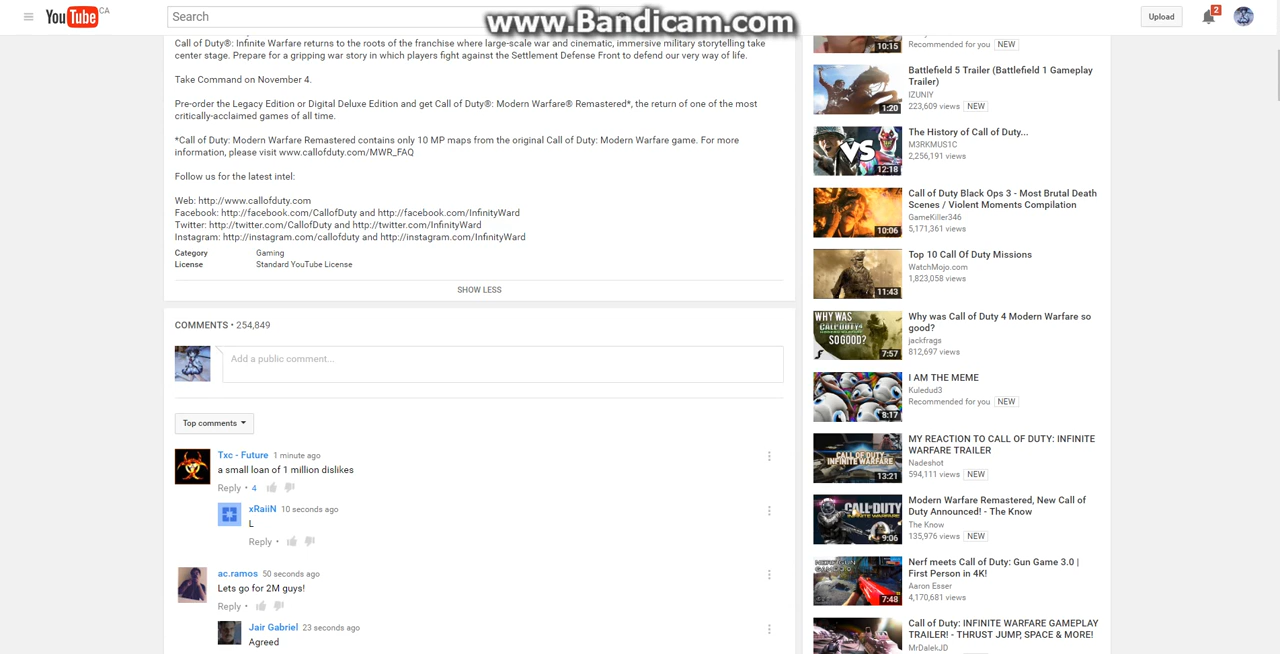 YouTube CA
Search
www.Bandicam.com
Upload
2
Call of Duty®: Infinite Warfare returns to the roots of the franchise where large-scale war and cinematic, immersive military storytelling take
center stage. Prepare for a gripping war story in which players fight against the Settlement Defense Front to defend our very way of life.
Take Command on November 4.
Pre-order the Legacy Edition or Digital Deluxe Edition and get Call of Duty®: Modern Warfare® Remastered*, the return of one of the most
critically-acclaimed games of all time.
*Call of Duty: Modern Warfare Remastered contains only 10 MP maps from the original Call of Duty: Modern Warfare game. For more
information, please visit www.callofduty.com/MWR_FAQ
Follow us for the latest intel:
Web: http://www.callofduty.com
Facebook: http://facebook.com/CallofDuty and http://facebook.com/InfinityWard
Twitter: http://twitter.com/CallofDuty and http://twitter.com/InfinityWard
Instagram: http://instagram.com/callofduty and http://instagram.com/InfinityWard
Category Gaming
License Standard YouTube License
SHOW LESS
COMMENTS • 254,849
Add a public comment...
Top comments
Txc - Future 1 minute ago
a small loan of 1 million dislikes
Reply • 4
xRaiiN 10 seconds ago
L
Reply •
ac.ramos 50 seconds ago
Lets go for 2M guys!
Reply •
Jair Gabriel 23 seconds ago
Agreed
10:15
Recommended for you NEW
Battlefield 5 Trailer (Battlefield 1 Gameplay
Trailer)
IZUNIY
223,609 views NEW
1:20
The History of Call of Duty...
M3RKMUS1C
2,256,191 views
VS
12:18
Call of Duty Black Ops 3 - Most Brutal Death
Scenes / Violent Moments Compilation
GameKiller346
5,171,361 views
10:06
Top 10 Call Of Duty Missions
WatchMojo.com
1,823,058 views
11:43
Why was Call of Duty 4 Modern Warfare so
good?
jackfrags
812,697 views
WHY WAS
CALL OF DUTY 4
SO GOOD?
7:57
I AM THE MEME
Kuledud3
Recommended for you NEW
8:17
MY REACTION TO CALL OF DUTY: INFINITE
WARFARE TRAILER
Nadeshot
594,111 views NEW
CALL OF DUTY
INFINITE WARFARE
13:21
Modern Warfare Remastered, New Call of
Duty Announced! - The Know
The Know
135,976 views NEW
CALL OF DUTY
9:06
Nerf meets Call of Duty: Gun Game 3.0 |
First Person in 4K!
Aaron Esser
4,170,681 views
7:48
Call of Duty: INFINITE WARFARE GAMEPLAY
TRAILER! - THRUST JUMP, SPACE & MORE!
MrDalekJD